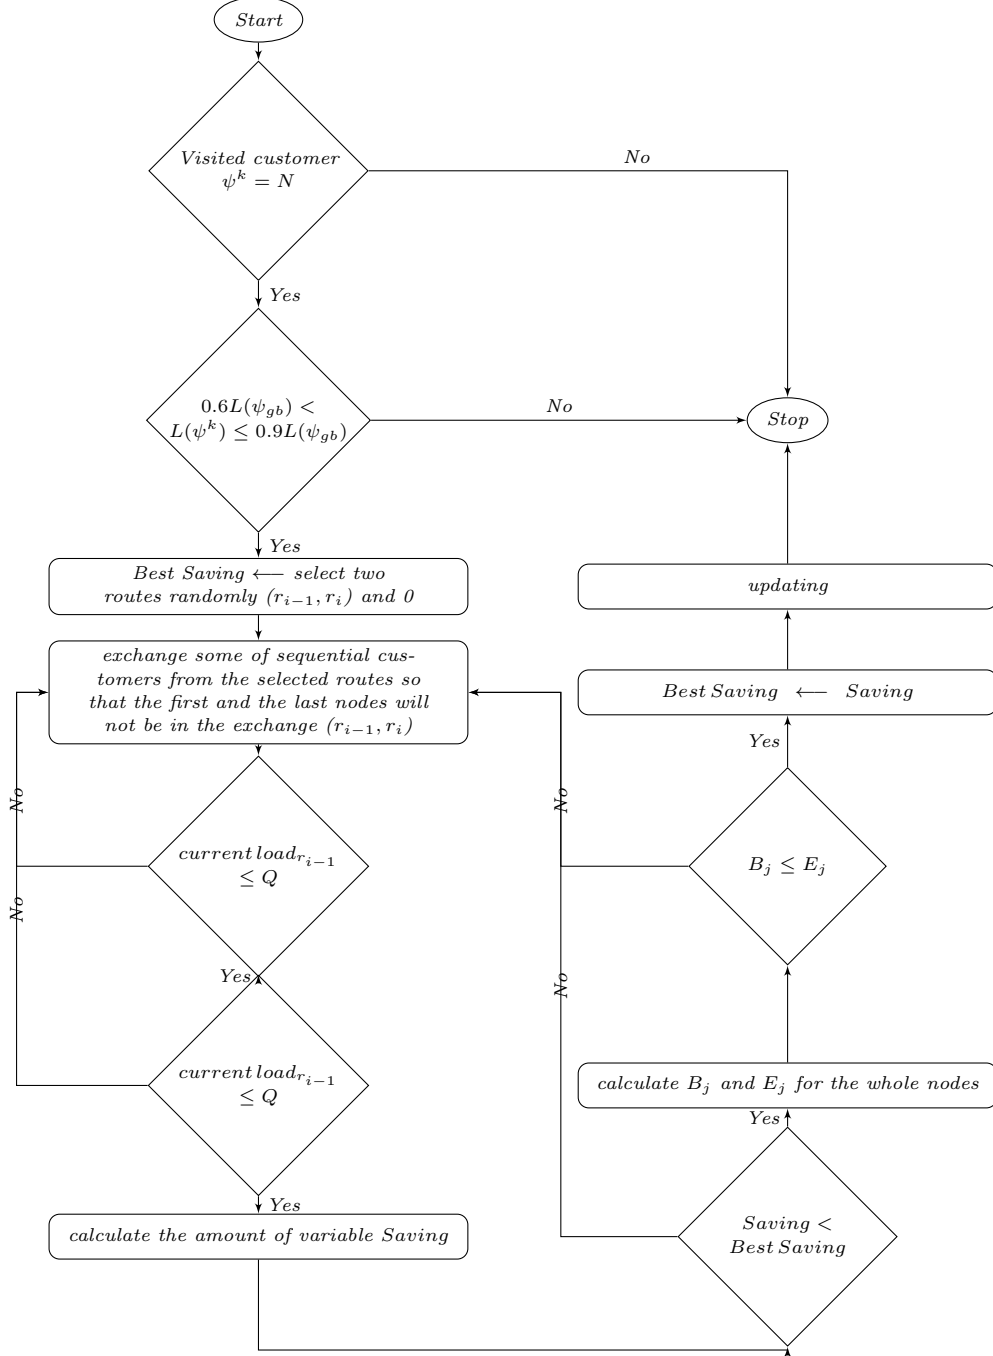 Start
Visited customer
ψ^k = N
No
Yes
0.6L(ψ_gb) <
L(ψ^k) ≤ 0.9L(ψ_gb)
No
Stop
Yes
Best Saving ⟵ select two
routes randomly (r_{i−1}, r_i) and 0
updating
exchange some of sequential cus-
tomers from the selected routes so
that the first and the last nodes will
not be in the exchange (r_{i−1}, r_i)
Best Saving ⟵ Saving
Yes
No
No
current load_{r_{i−1}}
≤ Q
B_j ≤ E_j
No
Yes
No
current load_{r_{i−1}}
≤ Q
calculate B_j and E_j for the whole nodes
Yes
Yes
calculate the amount of variable Saving
Saving <
Best Saving